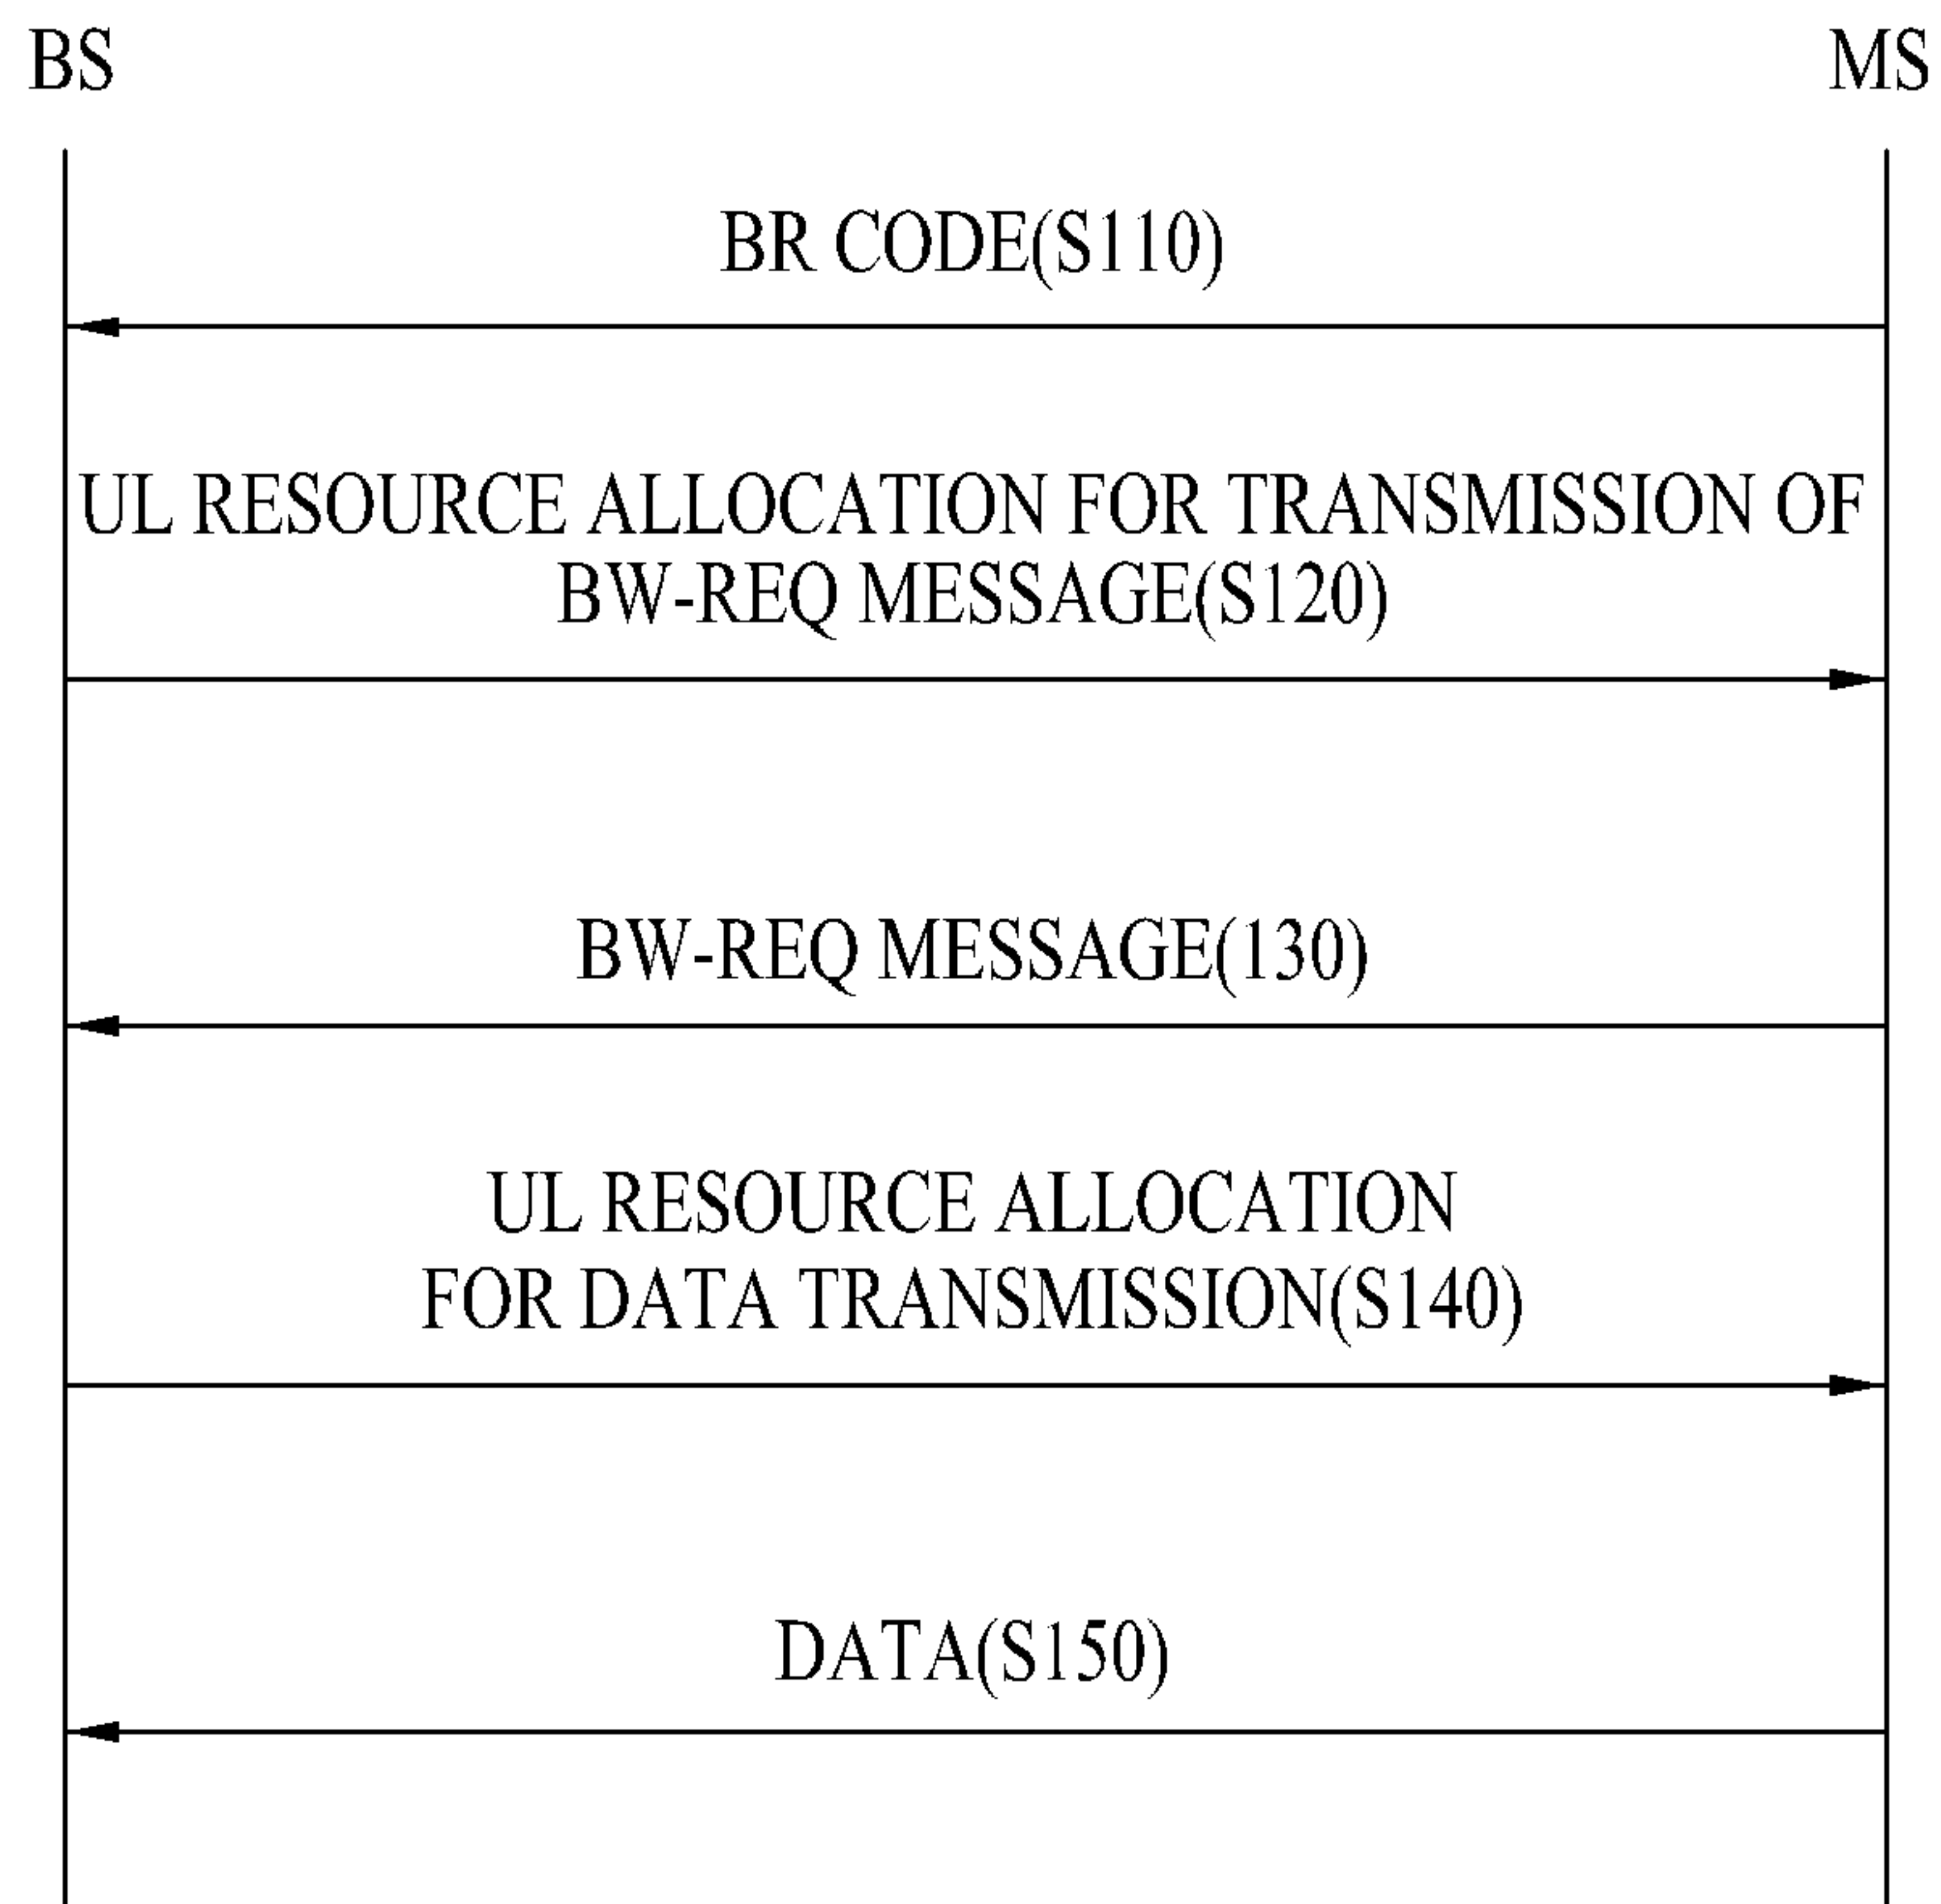 BS
MS
BR CODE(S110)
UL RESOURCE ALLOCATION FOR TRANSMISSION OF
BW-REQ MESSAGE(S120)
BW-REQ MESSAGE(130)
UL RESOURCE ALLOCATION
FOR DATA TRANSMISSION(S140)
DATA(S150)